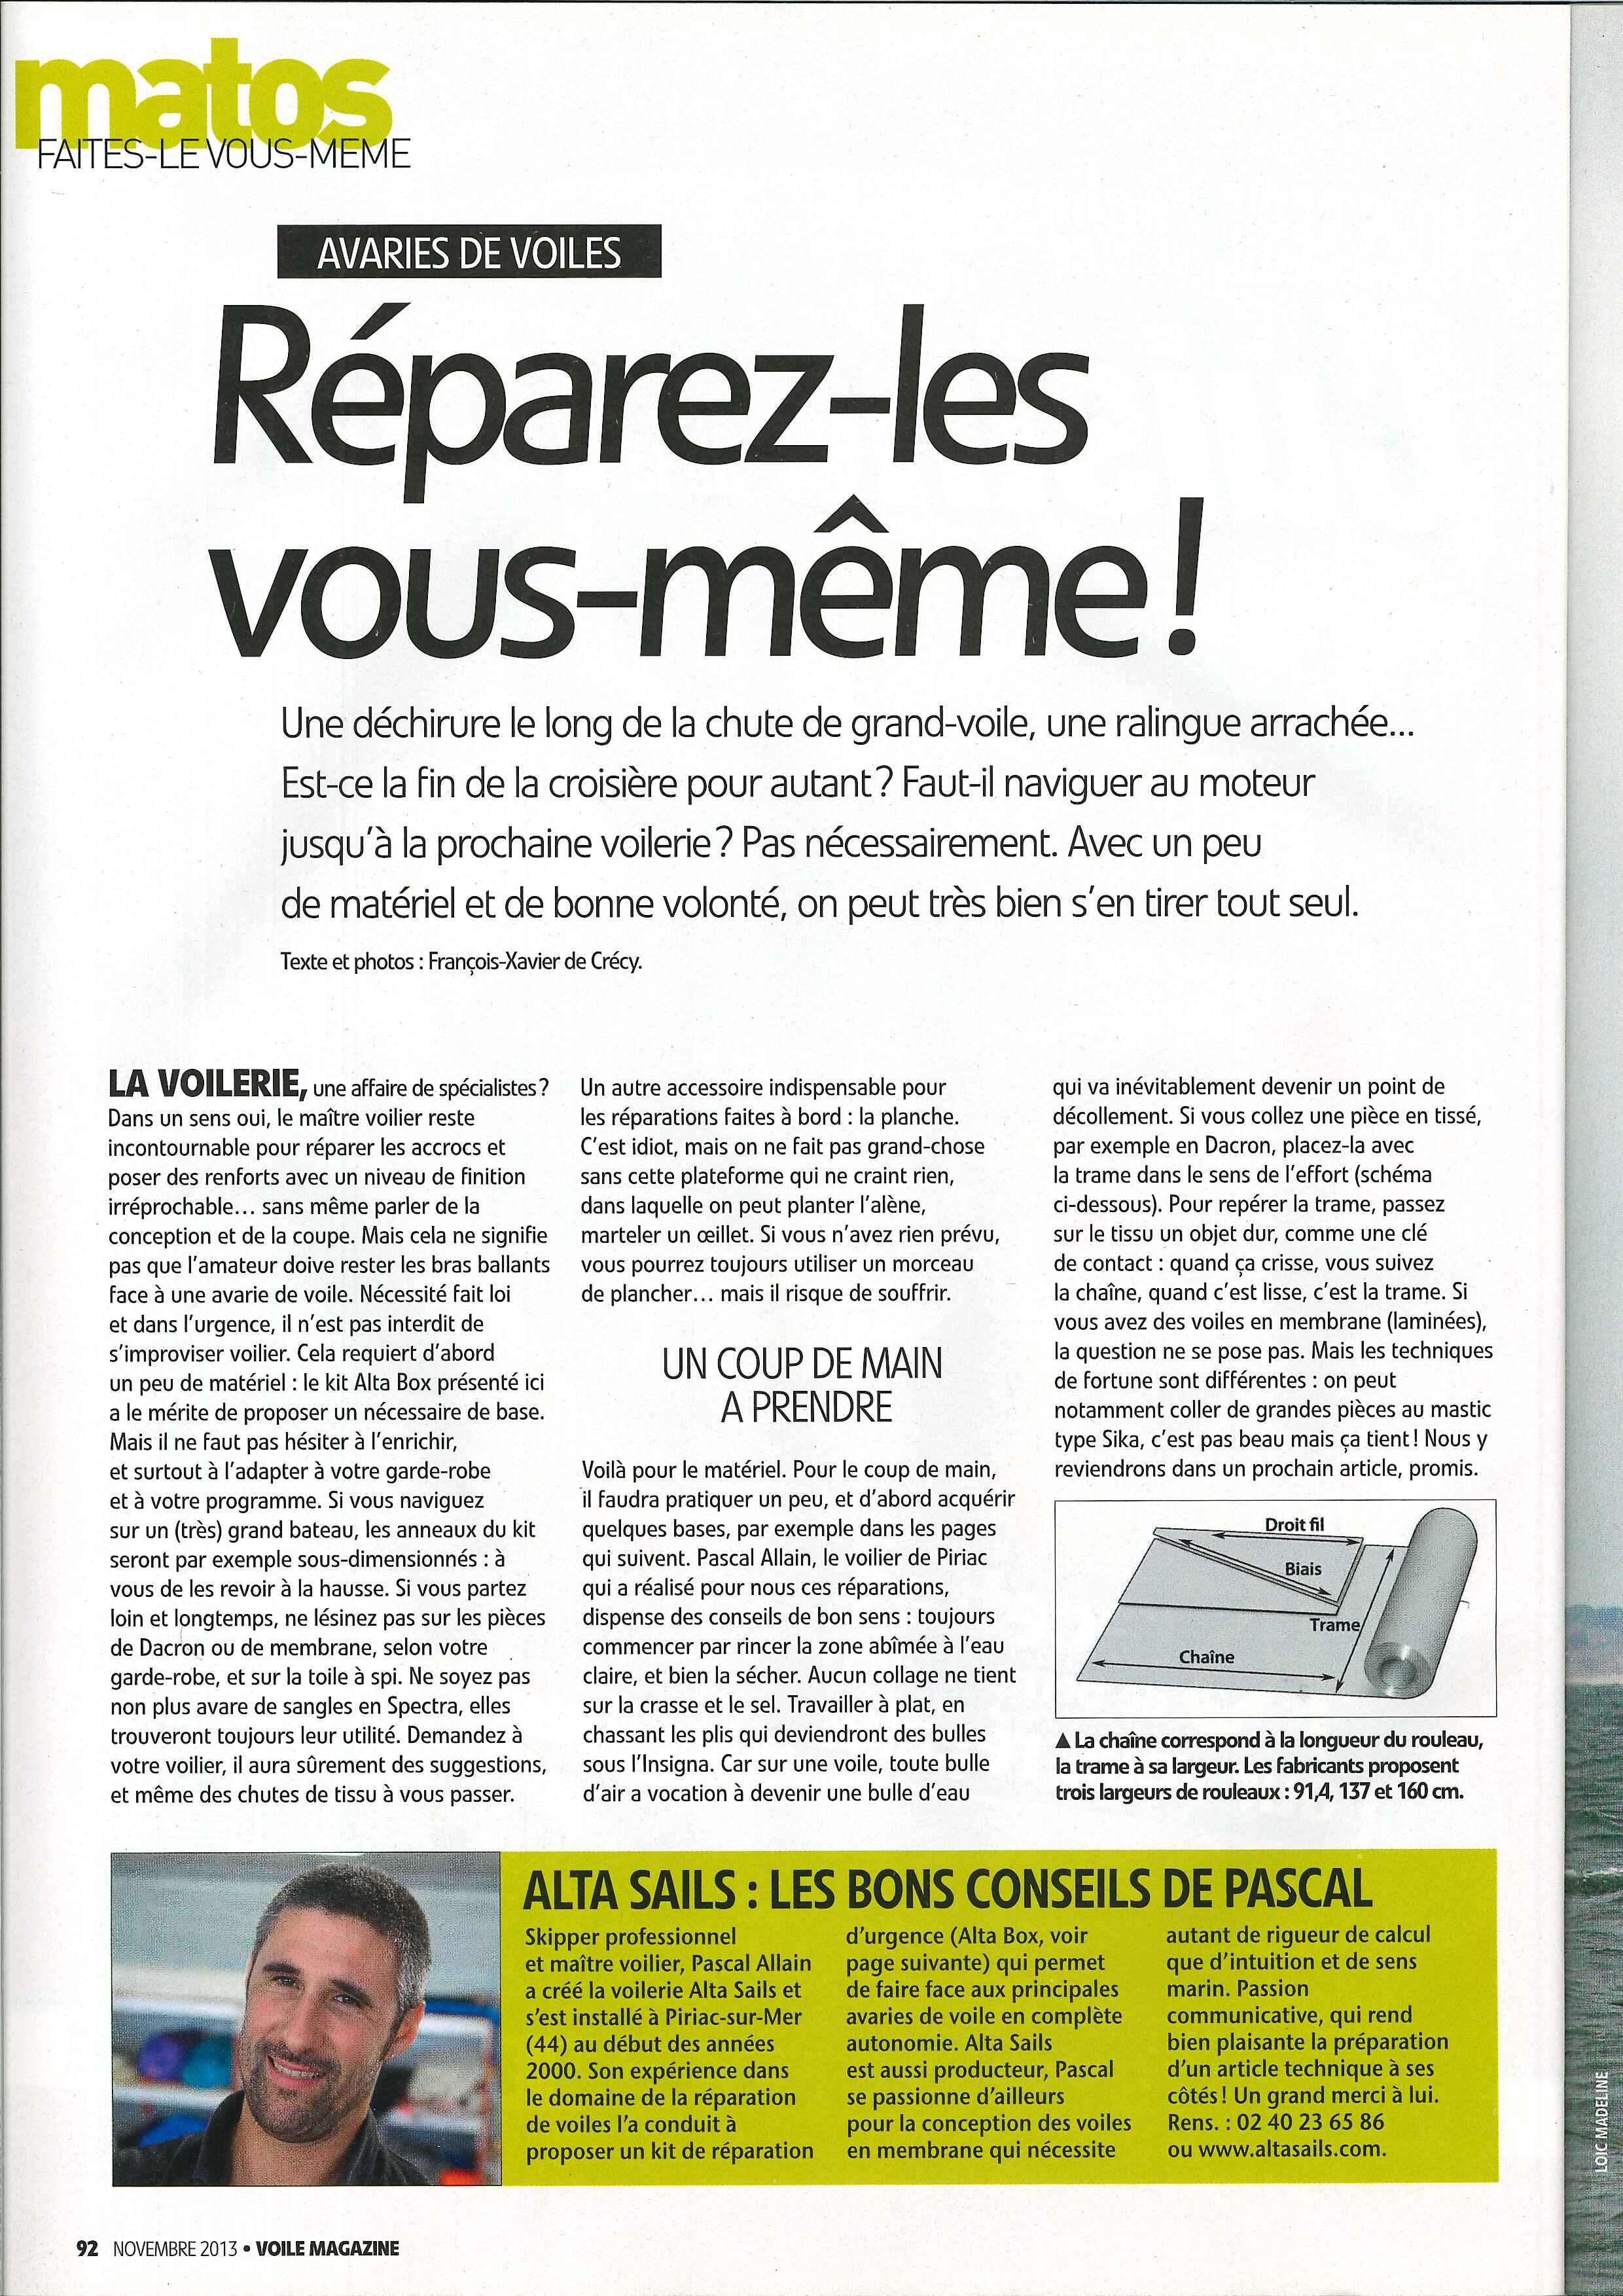 matos
FAITES-LE VOUS-MEME
AVARIES DE VOILES
Réparez-les
vous-même !
Une déchirure le long de la chute de grand-voile, une ralingue arrachée...
Est-ce la fin de la croisière pour autant ? Faut-il naviguer au moteur
jusqu'à la prochaine voilerie ? Pas nécessairement. Avec un peu
de matériel et de bonne volonté, on peut très bien s'en tirer tout seul.
Texte et photos : François-Xavier de Crécy.
LA VOILERIE, une affaire de spécialistes ?
Dans un sens oui, le maître voilier reste
incontournable pour réparer les accrocs et
poser des renforts avec un niveau de finition
irréprochable... sans même parler de la
conception et de la coupe. Mais cela ne signifie
pas que l'amateur doive rester les bras ballants
face à une avarie de voile. Nécessité fait loi
et dans l'urgence, il n'est pas interdit de
s'improviser voilier. Cela requiert d'abord
un peu de matériel : le kit Alta Box présenté ici
a le mérite de proposer un nécessaire de base.
Mais il ne faut pas hésiter à l'enrichir,
et surtout à l'adapter à votre garde-robe
et à votre programme. Si vous naviguez
sur un (très) grand bateau, les anneaux du kit
seront par exemple sous-dimensionnés : à
vous de les revoir à la hausse. Si vous partez
loin et longtemps, ne lésinez pas sur les pièces
de Dacron ou de membrane, selon votre
garde-robe, et sur la toile à spi. Ne soyez pas
non plus avare de sangles en Spectra, elles
trouveront toujours leur utilité. Demandez à
votre voilier, il aura sûrement des suggestions,
et même des chutes de tissu à vous passer.
Un autre accessoire indispensable pour
les réparations faites à bord : la planche.
C'est idiot, mais on ne fait pas grand-chose
sans cette plateforme qui ne craint rien,
dans laquelle on peut planter l'alène,
marteler un œillet. Si vous n'avez rien prévu,
vous pourrez toujours utiliser un morceau
de plancher... mais il risque de souffrir.
UN COUP DE MAIN
A PRENDRE
Voilà pour le matériel. Pour le coup de main,
il faudra pratiquer un peu, et d'abord acquérir
quelques bases, par exemple dans les pages
qui suivent. Pascal Allain, le voilier de Piriac
qui a réalisé pour nous ces réparations,
dispense des conseils de bon sens : toujours
commencer par rincer la zone abîmée à l'eau
claire, et bien la sécher. Aucun collage ne tient
sur la crasse et le sel. Travailler à plat, en
chassant les plis qui deviendront des bulles
sous l'Insigna. Car sur une voile, toute bulle
d'air a vocation à devenir une bulle d'eau
qui va inévitablement devenir un point de
décollement. Si vous collez une pièce en tissé,
par exemple en Dacron, placez-la avec
la trame dans le sens de l'effort (schéma
ci-dessous). Pour repérer la trame, passez
sur le tissu un objet dur, comme une clé
de contact : quand ça crisse, vous suivez
la chaîne, quand c'est lisse, c'est la trame. Si
vous avez des voiles en membrane (laminées),
la question ne se pose pas. Mais les techniques
de fortune sont différentes : on peut
notamment coller de grandes pièces au mastic
type Sika, c'est pas beau mais ça tient ! Nous y
reviendrons dans un prochain article, promis.
Droit fil
Biais
Trame
Chaîne
▲ La chaîne correspond à la longueur du rouleau,
la trame à sa largeur. Les fabricants proposent
trois largeurs de rouleaux : 91,4, 137 et 160 cm.
ALTA SAILS : LES BONS CONSEILS DE PASCAL
Skipper professionnel
et maître voilier, Pascal Allain
a créé la voilerie Alta Sails et
s'est installé à Piriac-sur-Mer
(44) au début des années
2000. Son expérience dans
le domaine de la réparation
de voiles l'a conduit à
proposer un kit de réparation
d'urgence (Alta Box, voir
page suivante) qui permet
de faire face aux principales
avaries de voile en complète
autonomie. Alta Sails
est aussi producteur, Pascal
se passionne d'ailleurs
pour la conception des voiles
en membrane qui nécessite
autant de rigueur de calcul
que d'intuition et de sens
marin. Passion
communicative, qui rend
bien plaisante la préparation
d'un article technique à ses
côtés ! Un grand merci à lui.
Rens. : 02 40 23 65 86
ou www.altasails.com.
LOIC MADELINE
92 NOVEMBRE 2013 • VOILE MAGAZINE